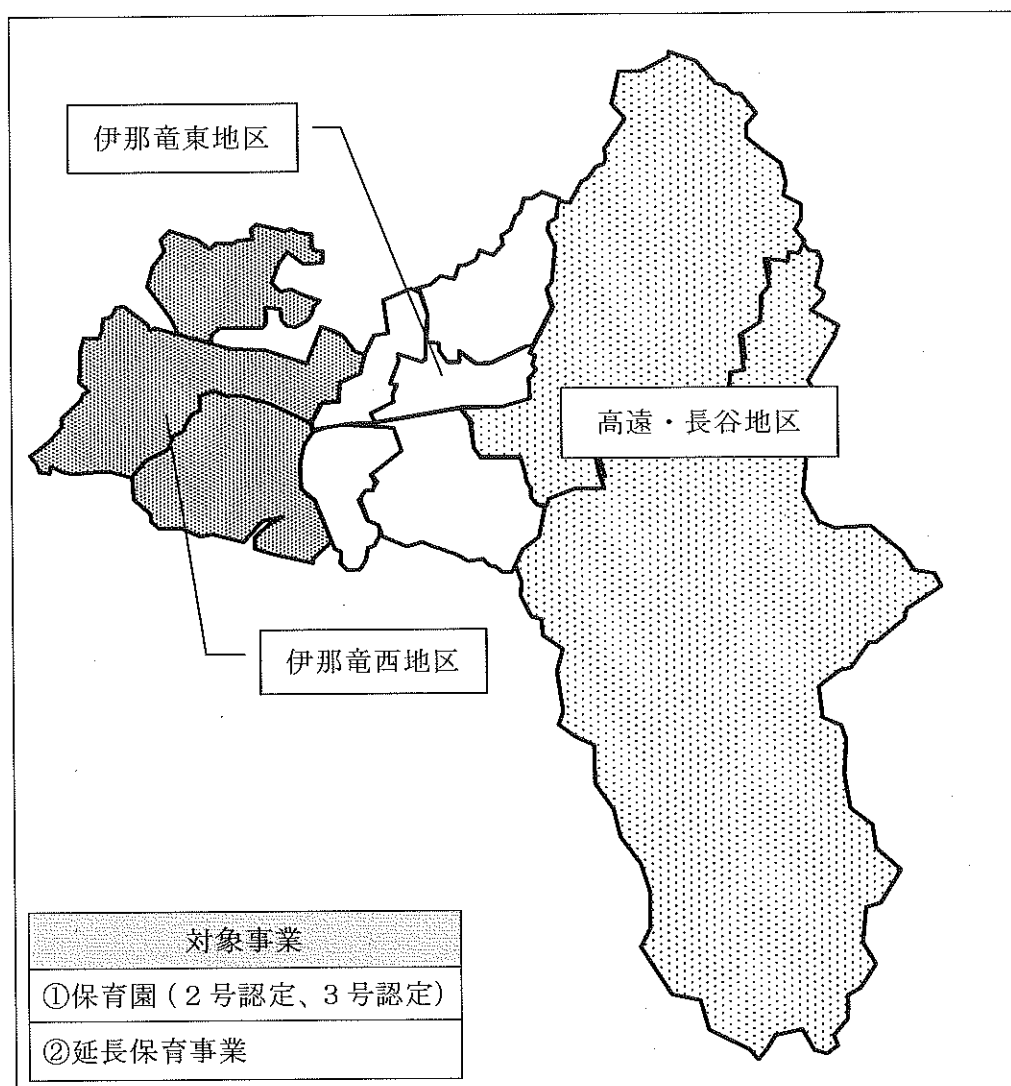 伊那竜東地区
高遠・長谷地区
伊那竜西地区
対象事業
①保育園（２号認定、３号認定）
②延長保育事業